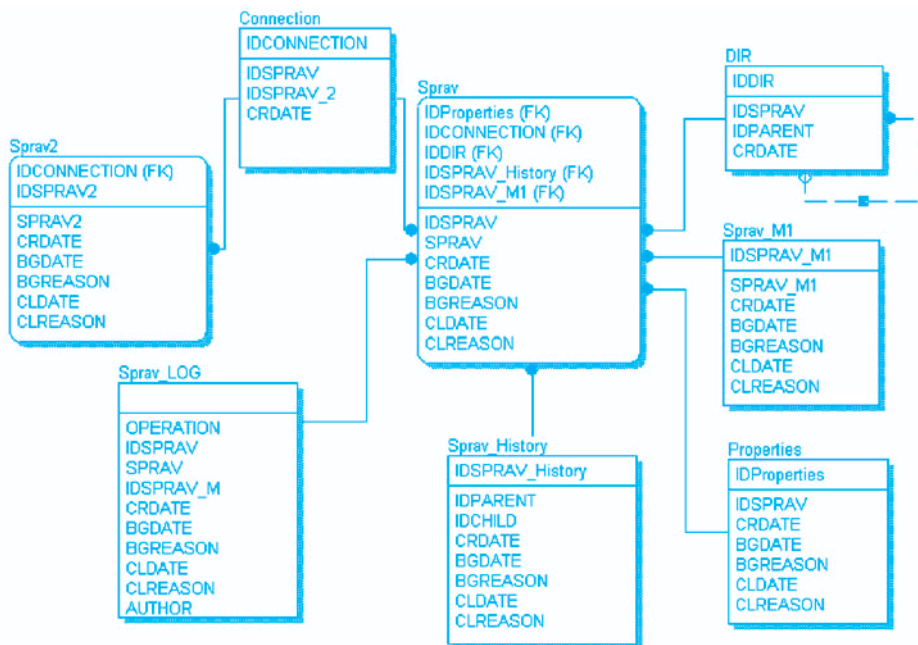 Connection
IDCONNECTION
IDSPRAV
IDSPRAV_2
CRDATE
Sprav2
IDCONNECTION (FK)
IDSPRAV2
SPRAV2
CRDATE
BGDATE
BGREASON
CLDATE
CLREASON
Sprav
IDProperties (FK)
IDCONNECTION (FK)
IDDIR (FK)
IDSPRAV_History (FK)
IDSPRAV_M1 (FK)
IDSPRAV
SPRAV
CRDATE
BGDATE
BGREASON
CLDATE
CLREASON
DIR
IDDIR
IDSPRAV
IDPARENT
CRDATE
Sprav_M1
IDSPRAV_M1
SPRAV_M1
CRDATE
BGDATE
BGREASON
CLDATE
CLREASON
Sprav_LOG
OPERATION
IDSPRAV
SPRAV
IDSPRAV_M
CRDATE
BGDATE
BGREASON
CLDATE
CLREASON
AUTHOR
Sprav_History
IDSPRAV_History
IDPARENT
IDCHILD
CRDATE
BGDATE
BGREASON
CLDATE
CLREASON
Properties
IDProperties
IDSPRAV
CRDATE
BGDATE
BGREASON
CLDATE
CLREASON